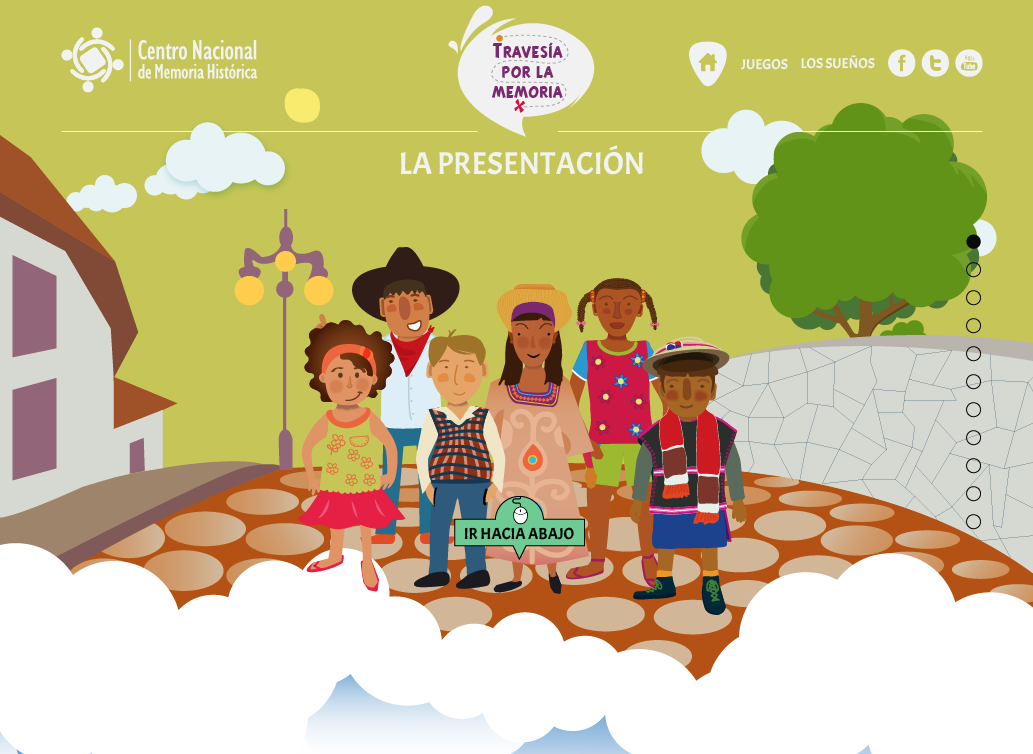 Centro Nacional
de Memoria Histórica
TRAVESÍA
POR LA
MEMORIA
JUEGOS
LOS SUEÑOS
f
t
You
Tube
LA PRESENTACIÓN
IR HACIA ABAJO